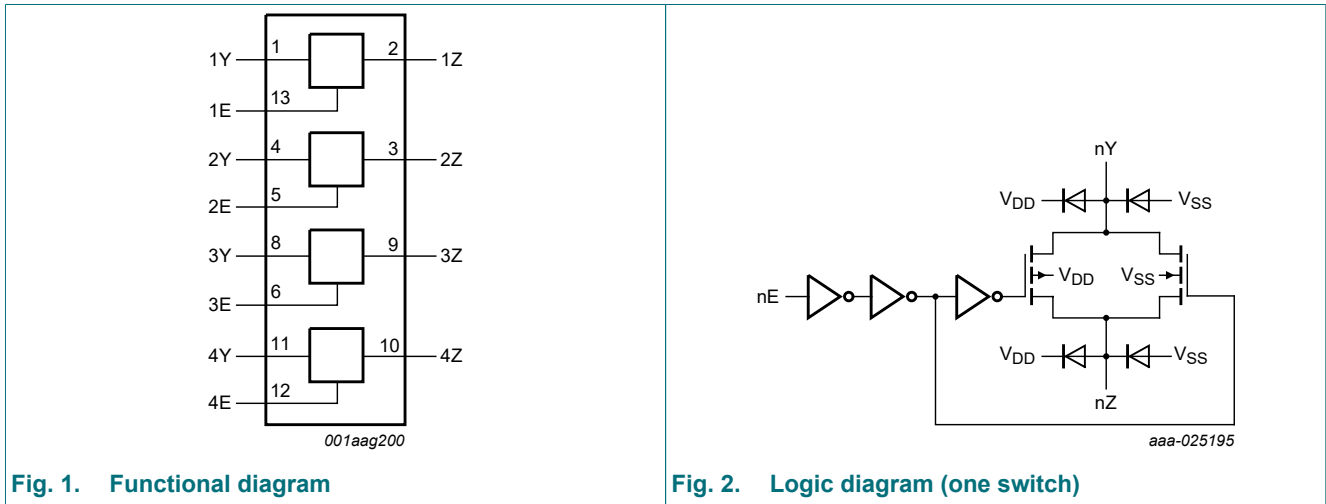 1Y 1 2 1Z
1E 13
2Y 4 3 2Z
2E 5
3Y 8 9 3Z
3E 6
4Y 11 10 4Z
4E 12
001aag200
Fig. 1. Functional diagram
nY
VDD VSS
nE VDD VSS
VDD VSS
nZ
aaa-025195
Fig. 2. Logic diagram (one switch)